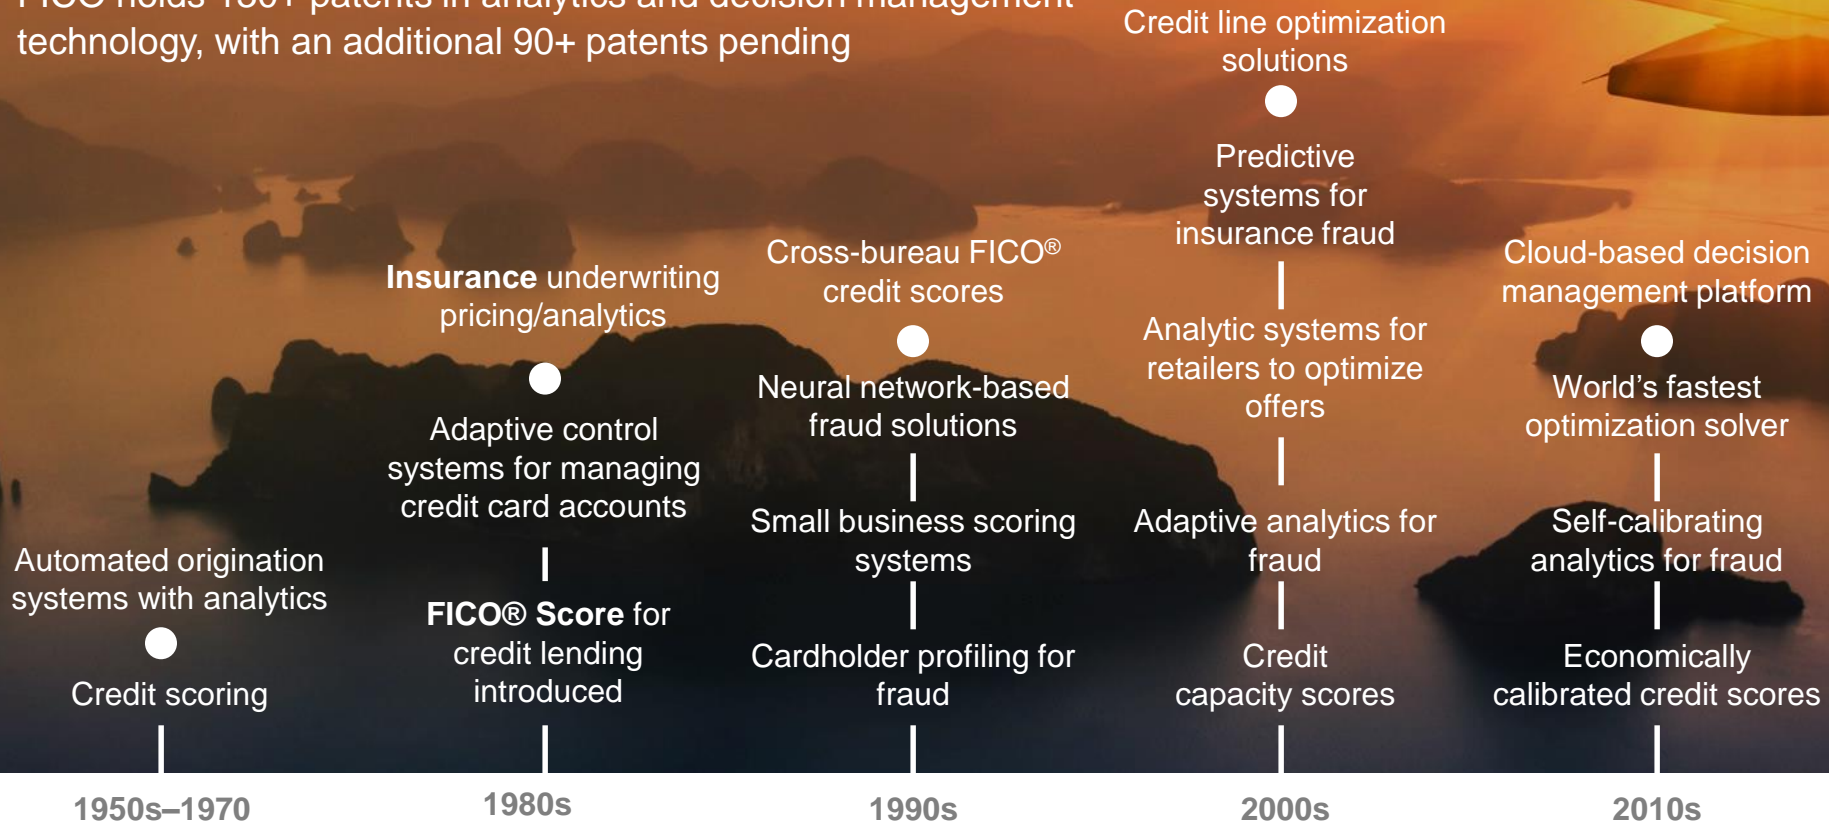 technology, with an additional 90+ patents pending
Automated origination
systems with analytics
Credit scoring
1950s–1970
Insurance underwriting
pricing/analytics
Adaptive control
systems for managing
credit card accounts
FICO® Score for
credit lending
introduced
1980s
Cross-bureau FICO®
credit scores
Neural network-based
fraud solutions
Small business scoring
systems
Cardholder profiling for
fraud
1990s
Credit line optimization
solutions
Predictive
systems for
insurance fraud
Analytic systems for
retailers to optimize
offers
Adaptive analytics for
fraud
Credit
capacity scores
2000s
Cloud-based decision
management platform
World’s fastest
optimization solver
Self-calibrating
analytics for fraud
Economically
calibrated credit scores
2010s